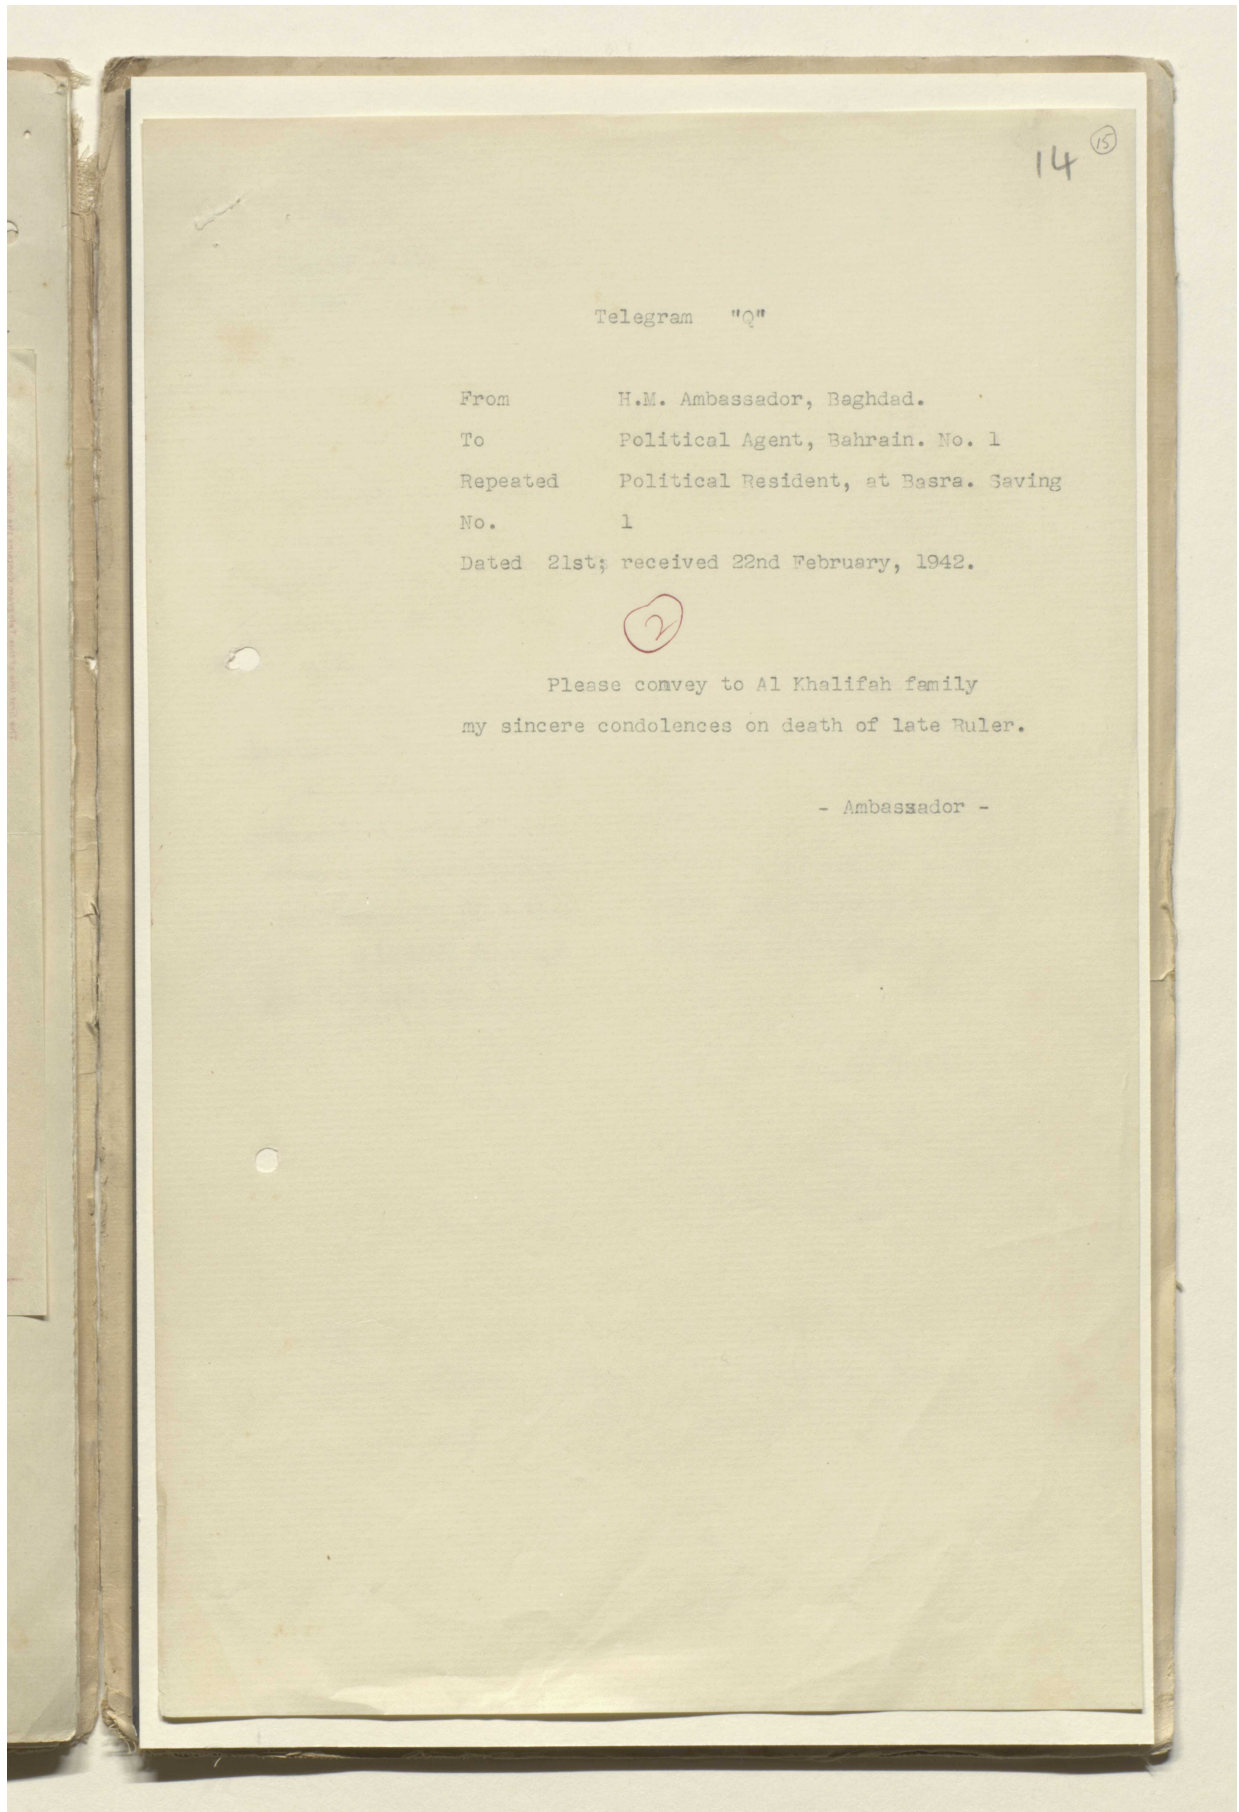 14 15
Telegram "Q"
From H.M. Ambassador, Baghdad.
To Political Agent, Bahrain. No. 1
Repeated Political Resident, at Basra. Saving
No. 1
Dated 21st; received 22nd February, 1942.
2
Please convey to Al Khalifah family
my sincere condolences on death of late Ruler.
- Ambassador -